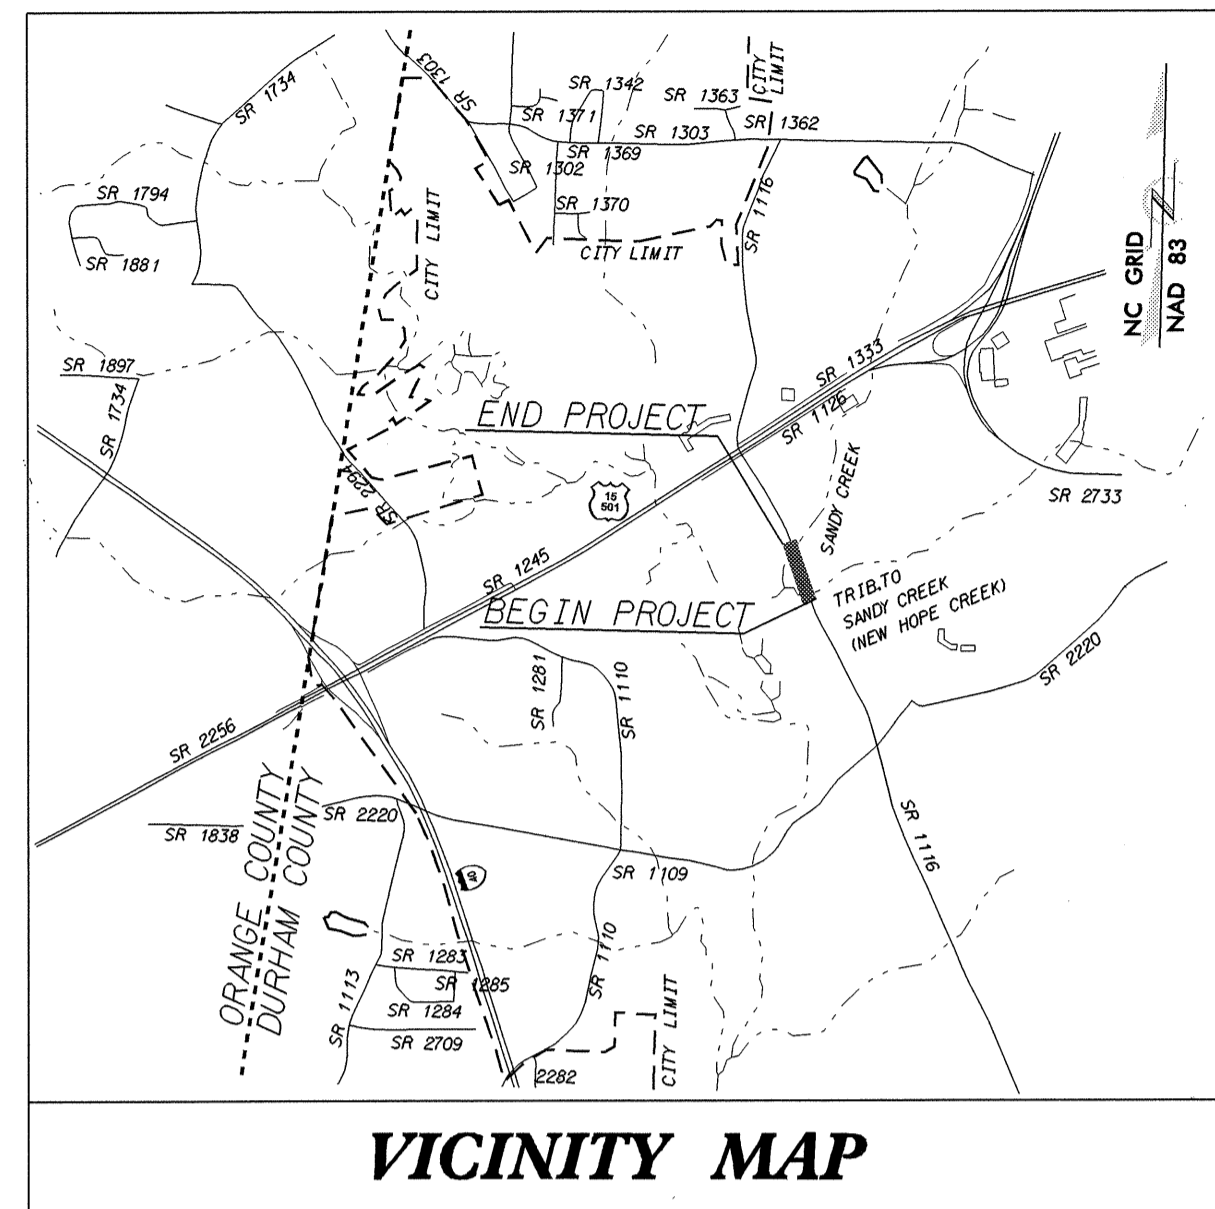 SR 1734
SR 1303
SR 1342
SR 1371
SR 1363
CITY
LIMIT
SR 1362
SR 1303
SR 1369
SR 1302
SR 1794
SR 1370
SR 1116
CITY LIMIT
CITY LIMIT
SR 1881
NC GRID
NAD 83
SR 1897
SR 1734
SR 1333
SR 1126
END PROJECT
SR 2294
15
501
SANDY CREEK
SR 2733
SR 1245
BEGIN PROJECT
TRIB.TO
SANDY CREEK
(NEW HOPE CREEK)
SR 2220
SR 1281
SR 1110
SR 2256
ORANGE COUNTY
DURHAM COUNTY
SR 2220
SR 1838
SR 1116
40
SR 1109
SR 1110
SR 1283
SR 1285
SR 1284
SR 1113
SR 2709
CITY LIMIT
2282
VICINITY MAP